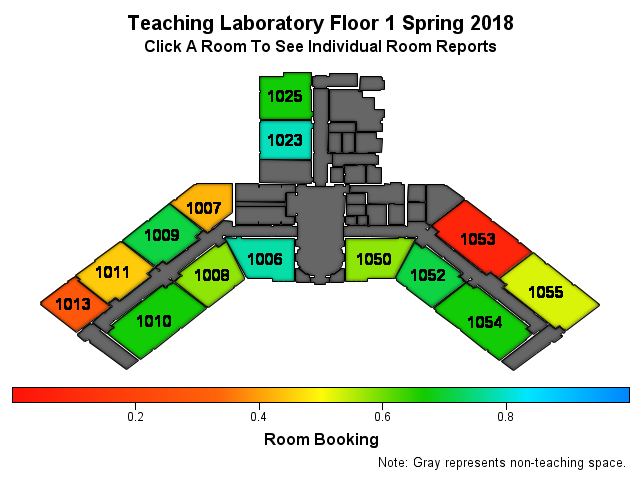 Teaching Laboratory Floor 1 Spring 2018
Click A Room To See Individual Room Reports
1025
1023
1007
1009
1053
1011
1006
1050
1008
1052
1055
1013
1010
1054
0.2 0.4 0.6 0.8
Room Booking
Note: Gray represents non-teaching space.